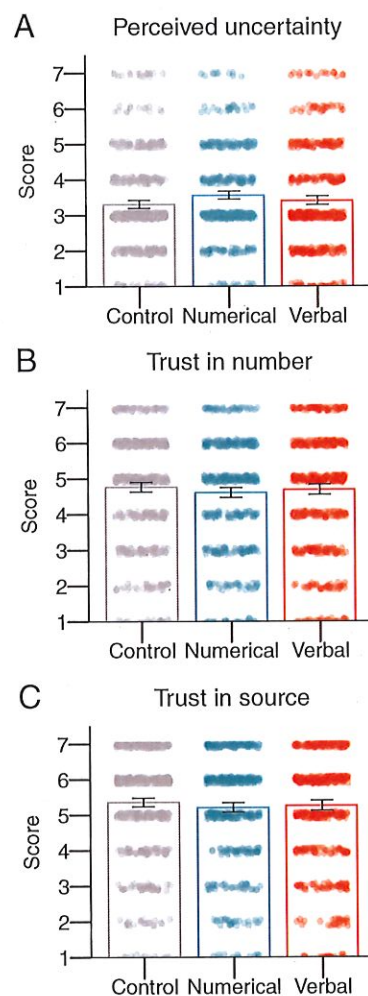 A Perceived uncertainty
7
6
5
4
3
2
1
Score
Control Numerical Verbal
B Trust in number
7
6
5
4
3
2
1
Score
Control Numerical Verbal
C Trust in source
7
6
5
4
3
2
1
Score
Control Numerical Verbal